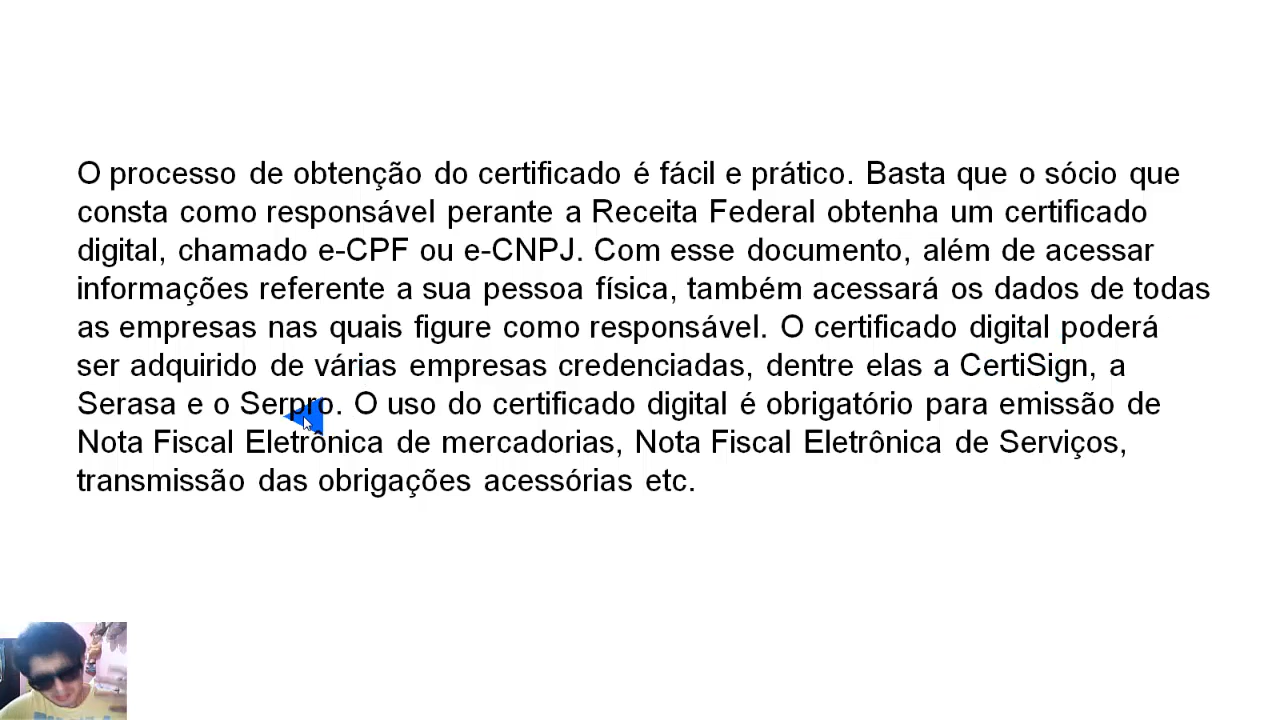 O processo de obtenção do certificado é fácil e prático. Basta que o sócio que
consta como responsável perante a Receita Federal obtenha um certificado
digital, chamado e-CPF ou e-CNPJ. Com esse documento, além de acessar
informações referente a sua pessoa física, também acessará os dados de todas
as empresas nas quais figure como responsável. O certificado digital poderá
ser adquirido de várias empresas credenciadas, dentre elas a CertiSign, a
Serasa e o Serpro. O uso do certificado digital é obrigatório para emissão de
Nota Fiscal Eletrônica de mercadorias, Nota Fiscal Eletrônica de Serviços,
transmissão das obrigações acessórias etc.